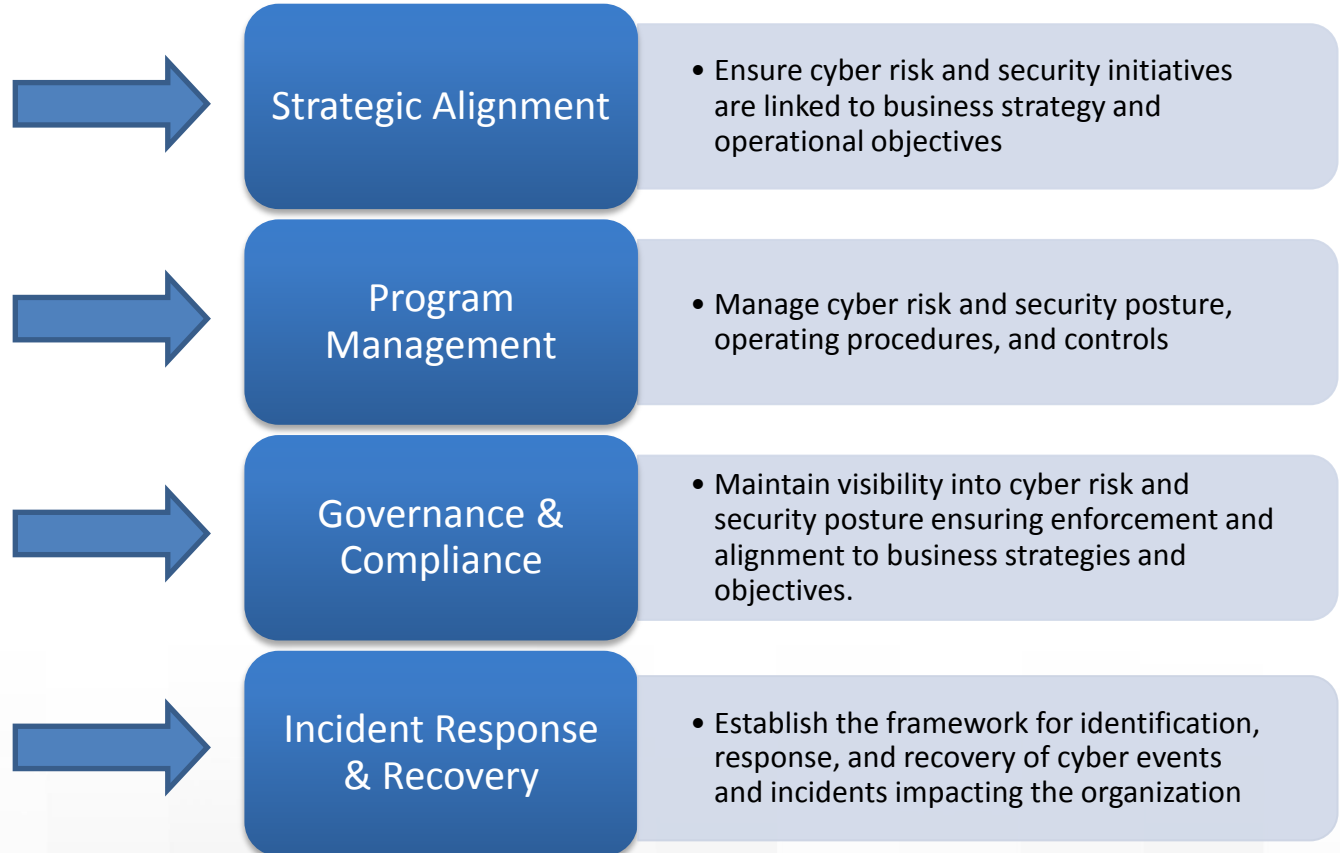 Strategic Alignment
• Ensure cyber risk and security initiatives
are linked to business strategy and
operational objectives
Program
Management
• Manage cyber risk and security posture,
operating procedures, and controls
Governance &
Compliance
• Maintain visibility into cyber risk and
security posture ensuring enforcement and
alignment to business strategies and
objectives.
Incident Response
& Recovery
• Establish the framework for identification,
response, and recovery of cyber events
and incidents impacting the organization